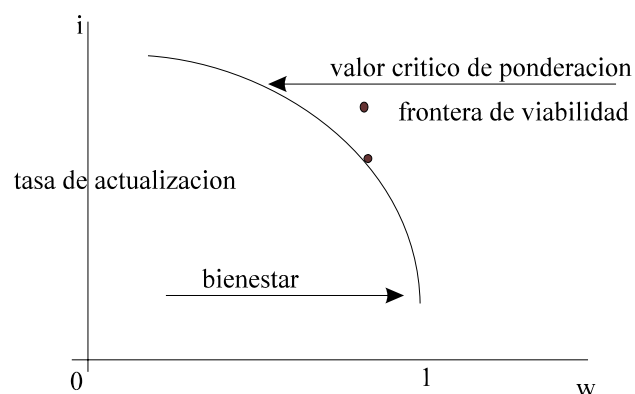 i
valor critico de ponderacion
frontera de viabilidad
tasa de actualizacion
bienestar
0
1
w